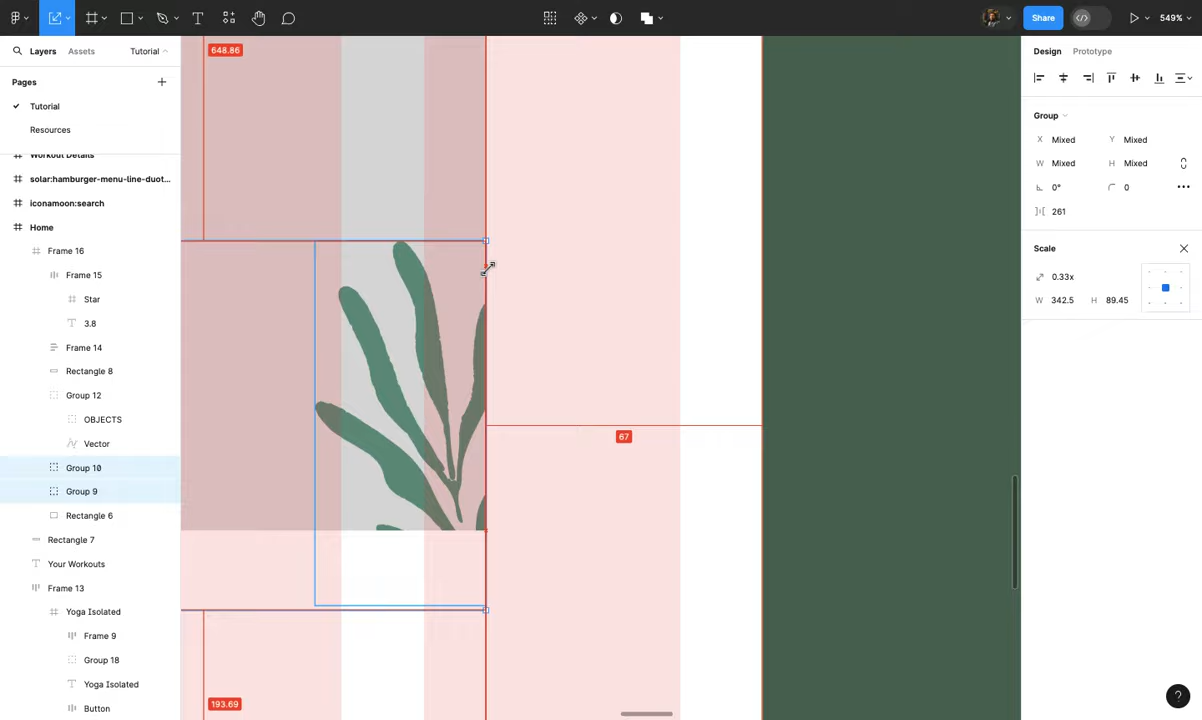 Share
549%
Layers
Assets
Tutorial
Design
Prototype
Pages
Tutorial
Resources
Workout Details
solar:hamburger-menu-line-duot...
iconamoon:search
Home
Frame 16
Frame 15
Star
3.8
Frame 14
Rectangle 8
Group 12
OBJECTS
Vector
Group 10
Group 9
Rectangle 6
Rectangle 7
Your Workouts
Frame 13
Yoga Isolated
Frame 9
Group 18
Yoga Isolated
Button
648.86
67
193.69
Group
X Mixed Y Mixed
W Mixed H Mixed
0° 0
261
Scale
0.33x
W 342.5 H 89.45
?